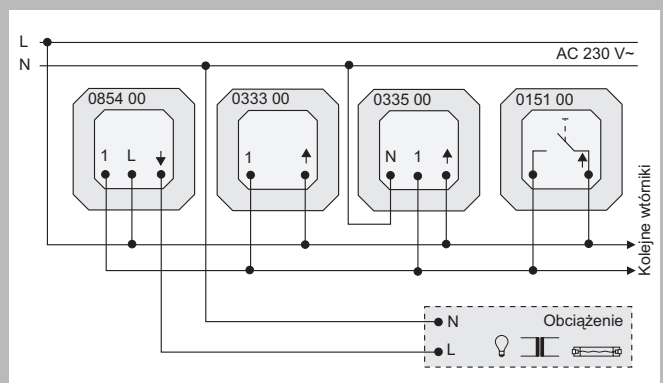 L
N
AC 230 V~
0854 00
0333 00
0335 00
0151 00
1 L
1
N 1
Kolejne wtórniki
N
Obciążenie
L